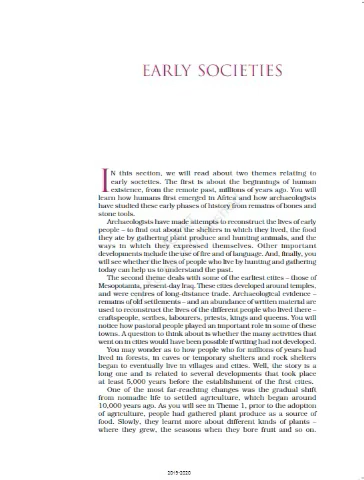 EARLY SOCIETIES
IN this section, we will read about two themes relating to
early societies. The first is about the beginnings of human
existence, from the remote past, millions of years ago. You will
learn how humans first emerged in Africa and how archaeologists
have studied these early phases of history from remains of bones and
stone tools.
Archaeologists have made attempts to reconstruct the lives of early
people – to find out about the shelters in which they lived, the food
they ate by gathering plant produce and hunting animals, and the
ways in which they expressed themselves. Other important
developments include the use of fire and of language. And, finally, you
will see whether the lives of people who live by hunting and gathering
today can help us to understand the past.
The second theme deals with some of the earliest cities – those of
Mesopotamia, present-day Iraq. These cities developed around temples,
and were centres of long-distance trade. Archaeological evidence –
remains of old settlements – and an abundance of written material are
used to reconstruct the lives of the different people who lived there –
craftspeople, scribes, labourers, priests, kings and queens. You will
notice how pastoral people played an important role in some of these
towns. A question to think about is whether the many activities that
went on in cities would have been possible if writing had not developed.
You may wonder as to how people who for millions of years had
lived in forests, in caves or temporary shelters and rock shelters
began to eventually live in villages and cities. Well, the story is a
long one and is related to several developments that took place
at least 5,000 years before the establishment of the first cities.
One of the most far-reaching changes was the gradual shift
from nomadic life to settled agriculture, which began around
10,000 years ago. As you will see in Theme 1, prior to the adoption
of agriculture, people had gathered plant produce as a source of
food. Slowly, they learnt more about different kinds of plants –
where they grew, the seasons when they bore fruit and so on.
2019-2020